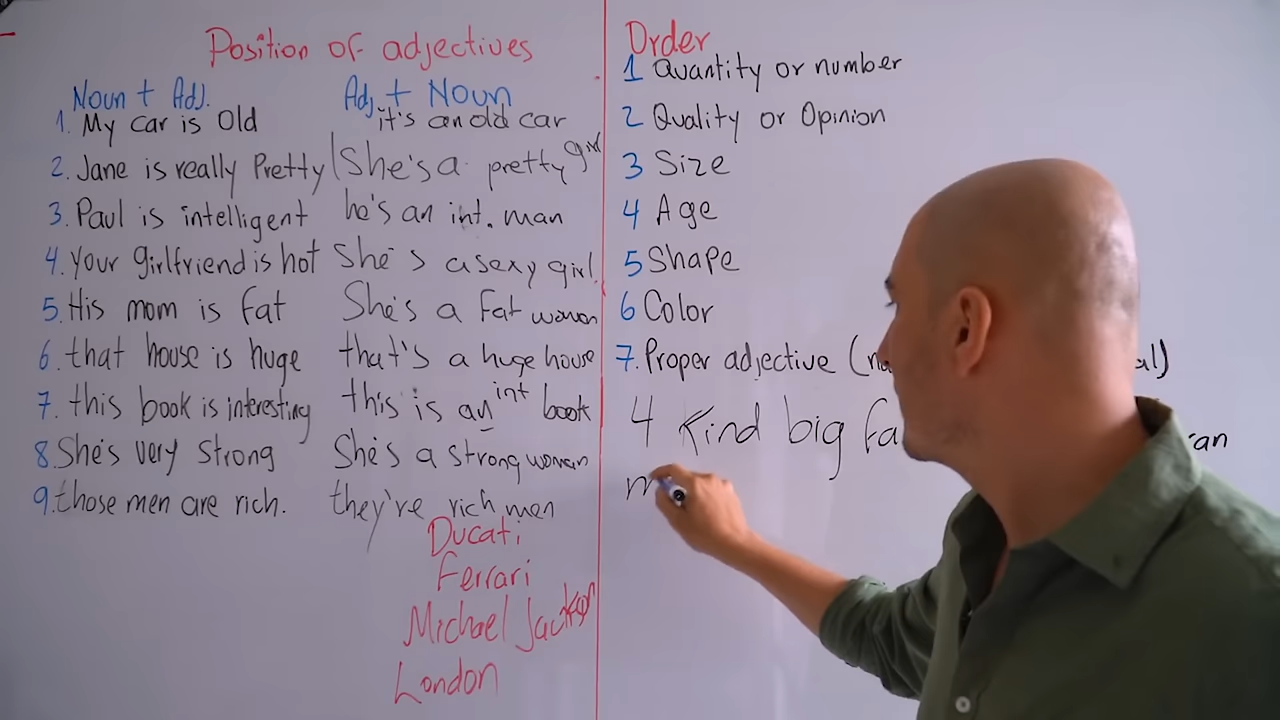 Position of adjectives
Noun + Adj.
Adj + Noun
1. My car is Old
it's an old car
2. Jane is really Pretty
She's a pretty girl
3. Paul is intelligent
he's an int. man
4. Your girlfriend is hot
She's a sexy girl.
5. His mom is fat
She's a fat woman
6. that house is huge
that's a huge house
7. this book is interesting
this is an int book
8. She's very strong
She's a strong woman
9. those men are rich.
they're rich men
Ducati
Ferrari
Michael Jackson
London
Order
1 Quantity or number
2 Quality or Opinion
3 Size
4 Age
5 Shape
6 Color
7. Proper adjective (
4 Kind big